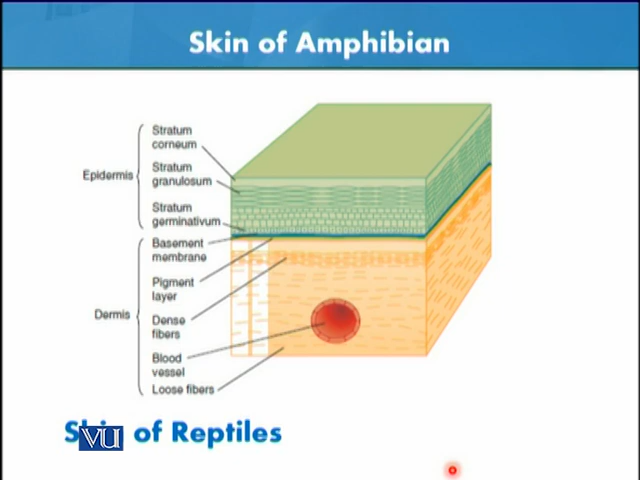 Skin of Amphibian
Stratum
corneum
Epidermis
Stratum
granulosum
Stratum
germinativum
Basement
membrane
Pigment
layer
Dermis
Dense
fibers
Blood
vessel
Loose fibers
Skin of Reptiles
VU